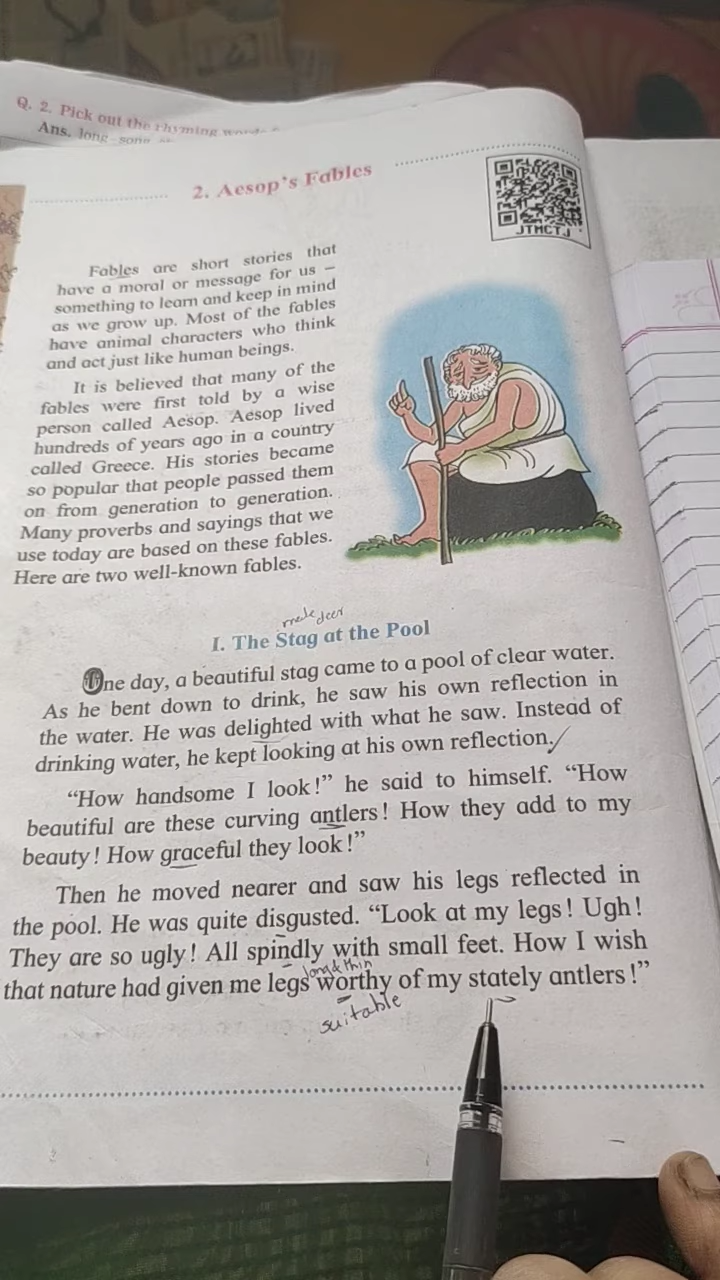 Q. 2. Pick out the rhyming
Ans. long-song
2. Aesop's Fables
JTMCTJ
Fables are short stories that
have a moral or message for us –
something to learn and keep in mind
as we grow up. Most of the fables
have animal characters who think
and act just like human beings.
It is believed that many of the
fables were first told by a wise
person called Aesop. Aesop lived
hundreds of years ago in a country
called Greece. His stories became
so popular that people passed them
on from generation to generation.
Many proverbs and sayings that we
use today are based on these fables.
Here are two well-known fables.
male deer
I. The Stag at the Pool
One day, a beautiful stag came to a pool of clear water.
As he bent down to drink, he saw his own reflection in
the water. He was delighted with what he saw. Instead of
drinking water, he kept looking at his own reflection.
"How handsome I look!" he said to himself. "How
beautiful are these curving antlers! How they add to my
beauty! How graceful they look!"
Then he moved nearer and saw his legs reflected in
the pool. He was quite disgusted. "Look at my legs! Ugh!
They are so ugly! All spindly with small feet. How I wish
long & thin
that nature had given me legs worthy of my stately antlers!"
suitable